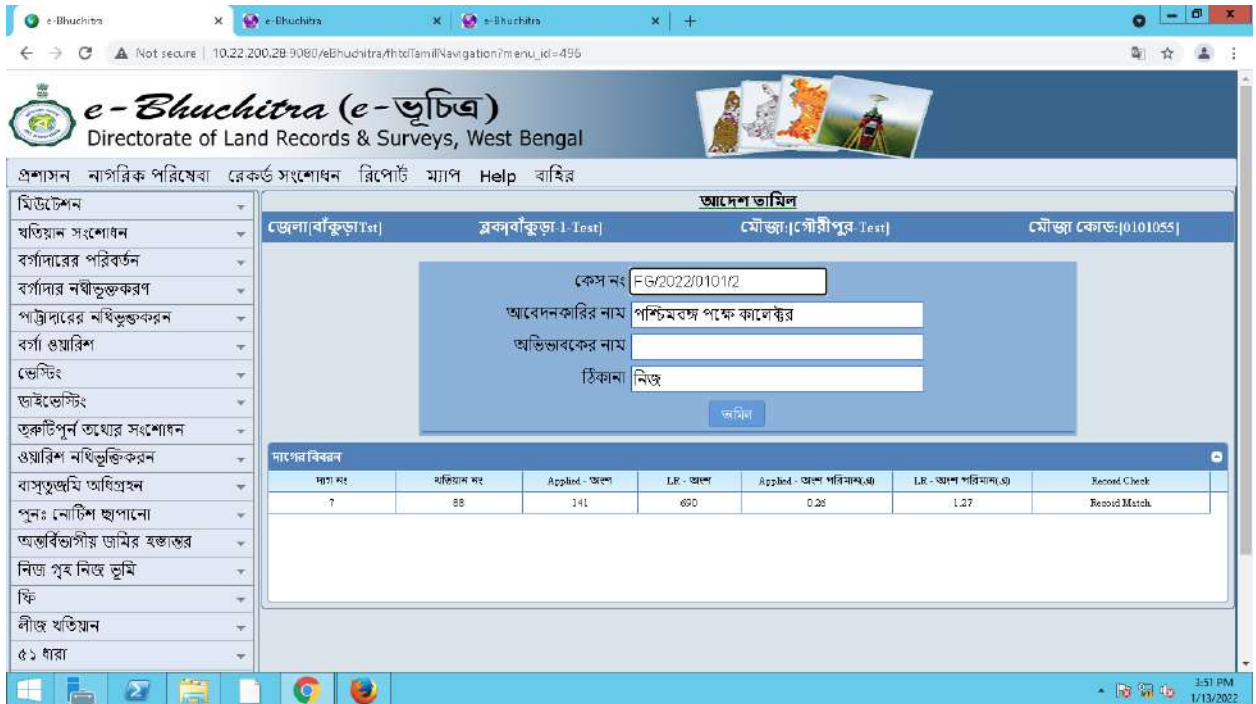 e-Bhuchitra e-Bhuchitra e-Bhuchitra
Not secure | 10.22.200.28:9080/eBhuchitra/fhtdTamilNavigation?menu_id=496
e-Bhuchitra (e-ভূচিত্র)
Directorate of Land Records & Surveys, West Bengal
প্রশাসন নাগরিক পরিষেবা রেকর্ড সংশোধন রিপোর্ট ম্যাপ Help বাহির
মিউটেশন
খতিয়ান সংশোধন
বর্গাদারের পরিবর্তন
বর্গাদার নথীভূক্তকরণ
পাট্টাদারের নথিভুক্তকরন
বর্গা ওয়ারিশ
ভেস্টিং
ডাইভেস্টিং
ত্রুটিপূর্ন তথ্যের সংশোধন
ওয়ারিশ নথিভূক্তিকরন
বাস্তুজমি অধিগ্রহন
পুনঃ নোটিশ ছাপানো
অন্তর্বিভাগীয় জমির হস্তান্তর
নিজ গৃহ নিজ ভূমি
ফি
লীজ খতিয়ান
৫১ ধারা
আদেশ তামিল
জেলা[বাঁকুড়াTst] ব্লক[বাঁকুড়া-1-Test] মৌজা:[গৌরীপুর-Test] মৌজা কোড:[0101055]
কেস নং FG/2022/0101/2
আবেদনকারির নাম পশ্চিমবঙ্গ পক্ষে কালেক্টর
অভিভাবকের নাম
ঠিকানা নিজ
তামিল
দাগের বিবরন
দাগ নং খতিয়ান নং Applied - অংশ LR - অংশ Applied - অংশ পরিমান(এ) LR - অংশ পরিমান(এ) Record Check
7 88 141 690 0.26 1.27 Record Match.
3:51 PM
1/13/2022